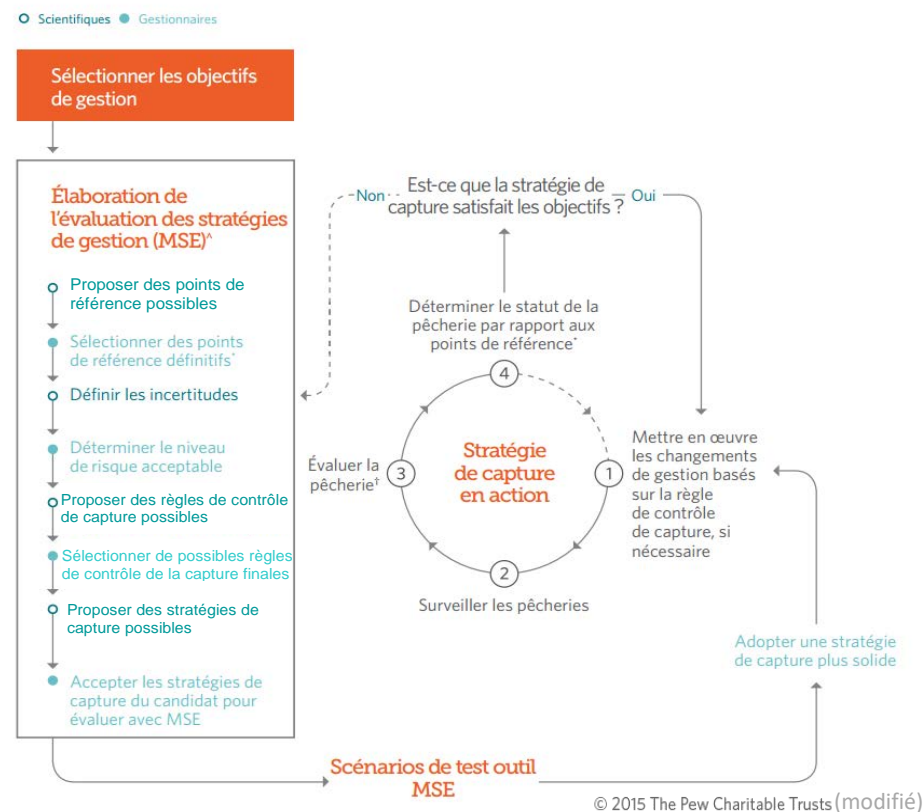 Scientifiques Gestionnaires
Sélectionner les objectifs
de gestion
Élaboration de
l'évaluation des stratégies
de gestion (MSE)^
Proposer des points de
référence possibles
Sélectionner des points
de référence définitifs*
Définir les incertitudes
Déterminer le niveau
de risque acceptable
Proposer des règles de contrôle
de capture possibles
Sélectionner de possibles règles
de contrôle de la capture finales
Proposer des stratégies de
capture possibles
Accepter les stratégies de
capture du candidat pour
évaluer avec MSE
Non
Est-ce que la stratégie de
capture satisfait les objectifs ?
Oui
Déterminer le statut de la
pêcherie par rapport aux
points de référence*
4
Stratégie
de capture
en action
Évaluer la
pêcherie†
3
1
Mettre en œuvre
les changements
de gestion basés
sur la règle
de contrôle
de capture, si
nécessaire
2
Surveiller les pêcheries
Adopter une stratégie
de capture plus solide
Scénarios de test outil
MSE
© 2015 The Pew Charitable Trusts (modifié)